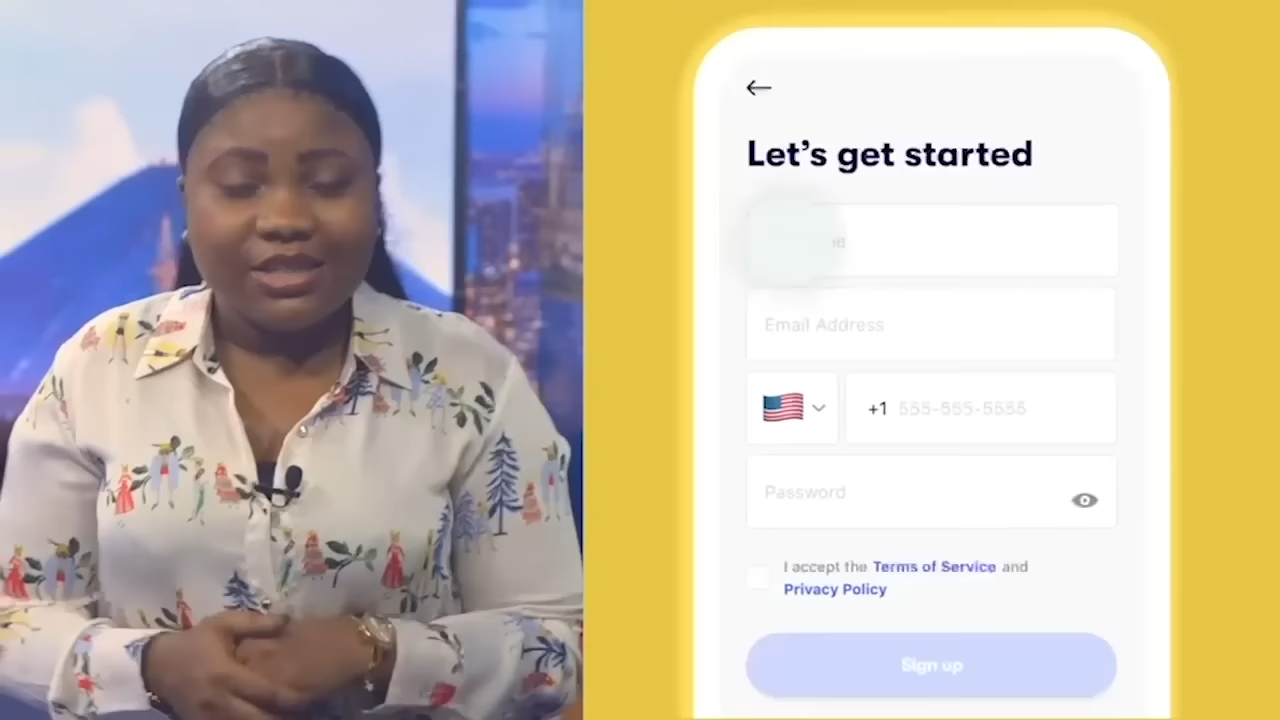 Let's get started
Email Address
+1 555-555-5555
Password
I accept the Terms of Service and
Privacy Policy
Sign up